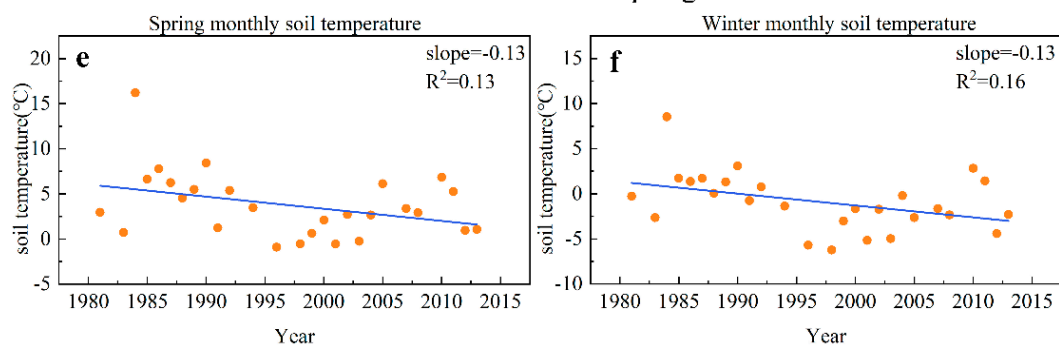 Spring monthly soil temperature
e
slope=-0.13
R²=0.13
20
15
10
5
0
-5
soil temperature(°C)
1980 1985 1990 1995 2000 2005 2010 2015
Year
Winter monthly soil temperature
f
slope=-0.13
R²=0.16
15
10
5
0
-5
-10
soil temperature(°C)
1980 1985 1990 1995 2000 2005 2010 2015
Year